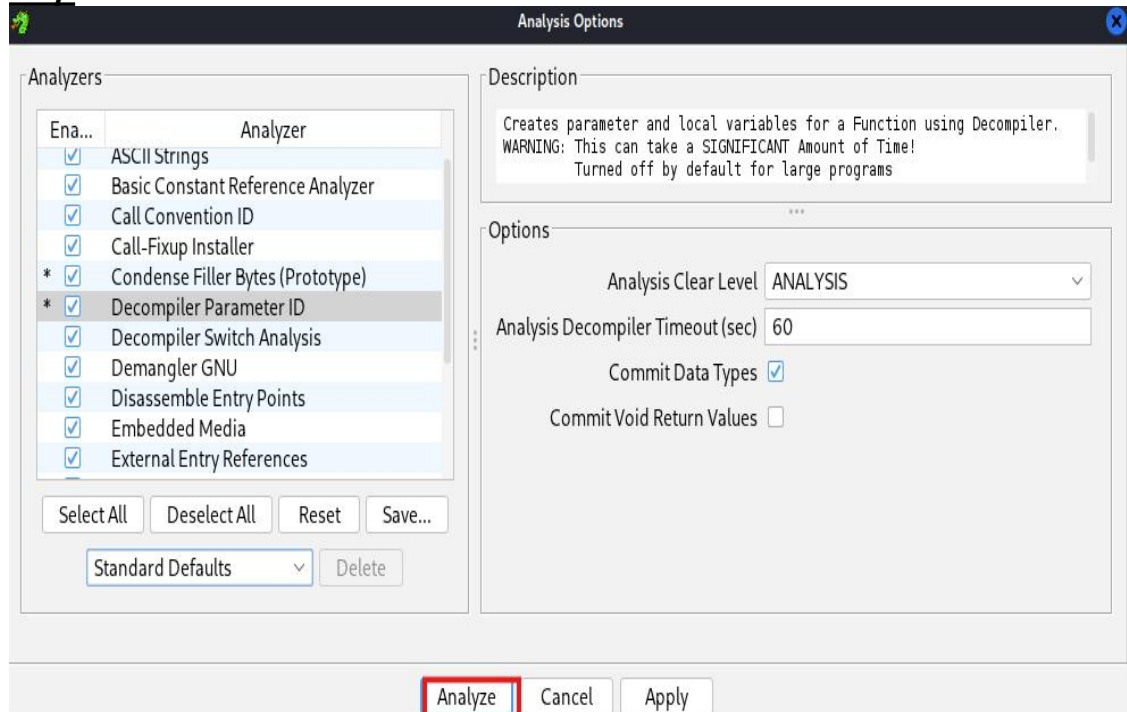 Analysis Options
Analyzers
Ena... Analyzer
ASCII Strings
Basic Constant Reference Analyzer
Call Convention ID
Call-Fixup Installer
* Condense Filler Bytes (Prototype)
* Decompiler Parameter ID
Decompiler Switch Analysis
Demangler GNU
Disassemble Entry Points
Embedded Media
External Entry References
Select All Deselect All Reset Save...
Standard Defaults Delete
Description
Creates parameter and local variables for a Function using Decompiler.
WARNING: This can take a SIGNIFICANT Amount of Time!
Turned off by default for large programs
Options
Analysis Clear Level ANALYSIS
Analysis Decompiler Timeout (sec) 60
Commit Data Types
Commit Void Return Values
Analyze Cancel Apply